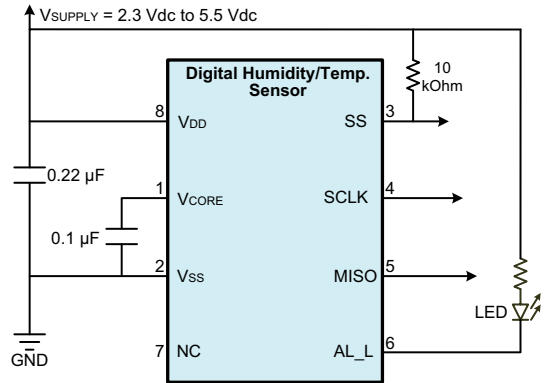 VSUPPLY = 2.3 Vdc to 5.5 Vdc
Digital Humidity/Temp.
Sensor
10
kOhm
8 VDD SS 3
0.22 µF
1 VCORE SCLK 4
0.1 µF
2 VSS MISO 5
LED
GND
7 NC AL_L 6